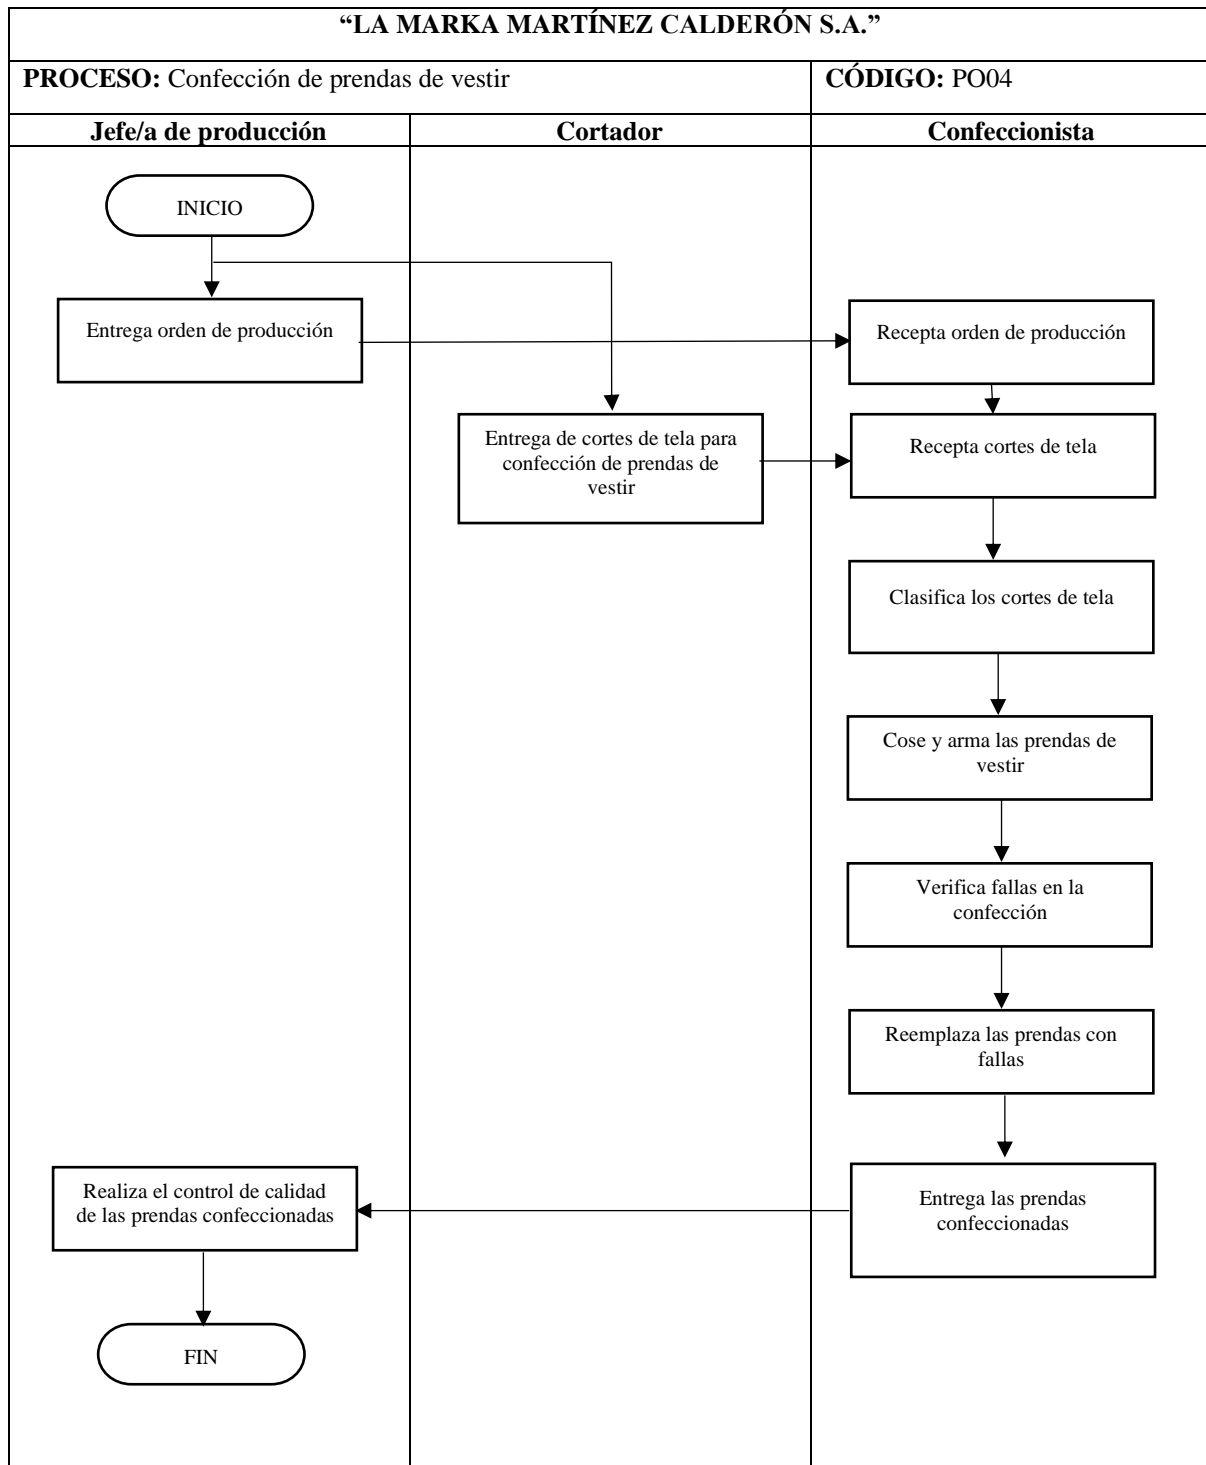 “LA MARKA MARTÍNEZ CALDERÓN S.A.”
PROCESO: Confección de prendas de vestir
CÓDIGO: PO04
Jefe/a de producción
Cortador
Confeccionista
INICIO
Entrega orden de producción
Recepta orden de producción
Entrega de cortes de tela para
confección de prendas de
vestir
Recepta cortes de tela
Clasifica los cortes de tela
Cose y arma las prendas de
vestir
Verifica fallas en la
confección
Reemplaza las prendas con
fallas
Entrega las prendas
confeccionadas
Realiza el control de calidad
de las prendas confeccionadas
FIN